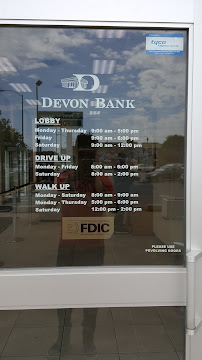 tyco
D
DEVON BANK
LOBBY
Monday - Thursday 9:00 am - 5:00 pm
Friday 9:00 am - 6:00 pm
Saturday 9:00 am - 12:00 pm
DRIVE UP
Monday - Friday 8:00 am - 6:00 pm
Saturday 8:00 am - 2:00 pm
WALK UP
Monday - Saturday 8:00 am - 9:00 am
Monday - Thursday 5:00 pm - 6:00 pm
Saturday 12:00 pm - 2:00 pm
FDIC
PLEASE USE
REVOLVING DOORS